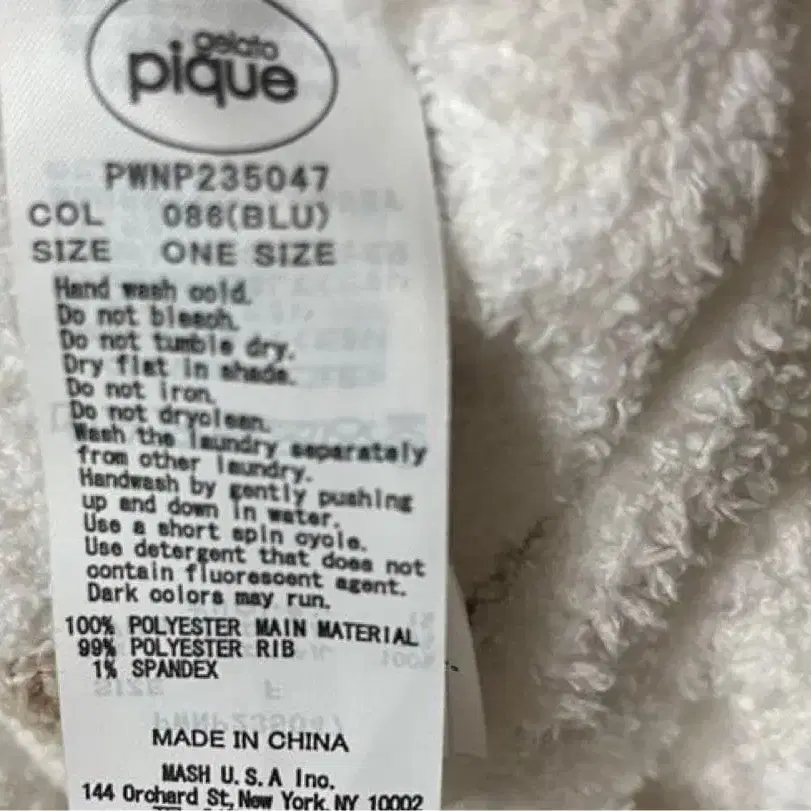 gelato
pique
PWNP235047
COL 086(BLU)
SIZE ONE SIZE
Hand wash cold.
Do not bleach.
Do not tumble dry.
Dry flat in shade.
Do not iron.
Do not dryclean.
Wash the laundry separately
from other laundry.
Handwash by gently pushing
up and down in water.
Use a short spin cycle.
Use detergent that does not
contain fluorescent agent.
Dark colors may run.
100% POLYESTER MAIN MATERIAL
99% POLYESTER RIB
1% SPANDEX
MADE IN CHINA
MASH U.S.A Inc.
144 Orchard St, New York, NY 10002